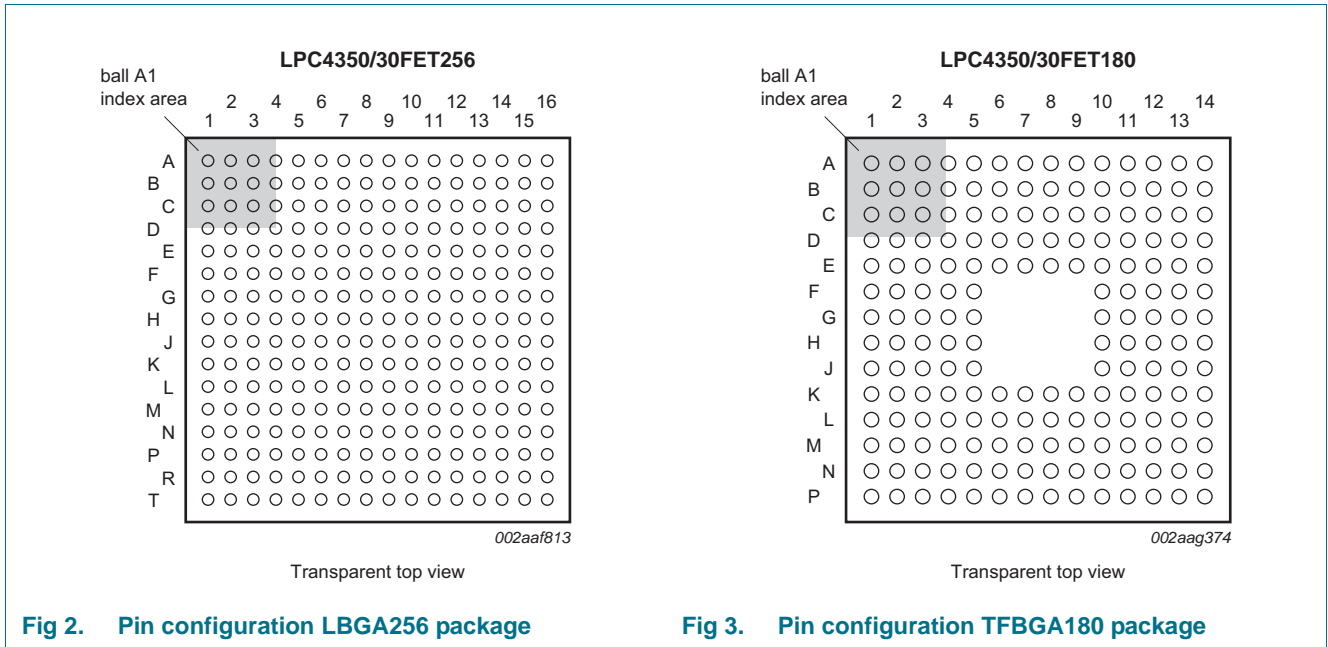 LPC4350/30FET256
ball A1
index area
2 4 6 8 10 12 14 16
1 3 5 7 9 11 13 15
A
B
C
D
E
F
G
H
J
K
L
M
N
P
R
T
002aaf813
Transparent top view
Fig 2. Pin configuration LBGA256 package
LPC4350/30FET180
ball A1
index area
2 4 6 8 10 12 14
1 3 5 7 9 11 13
A
B
C
D
E
F
G
H
J
K
L
M
N
P
002aag374
Transparent top view
Fig 3. Pin configuration TFBGA180 package